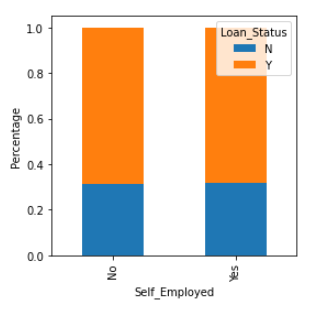 Loan_Status
N
Y
1.0
0.8
0.6
0.4
0.2
0.0
Percentage
No
Yes
Self_Employed